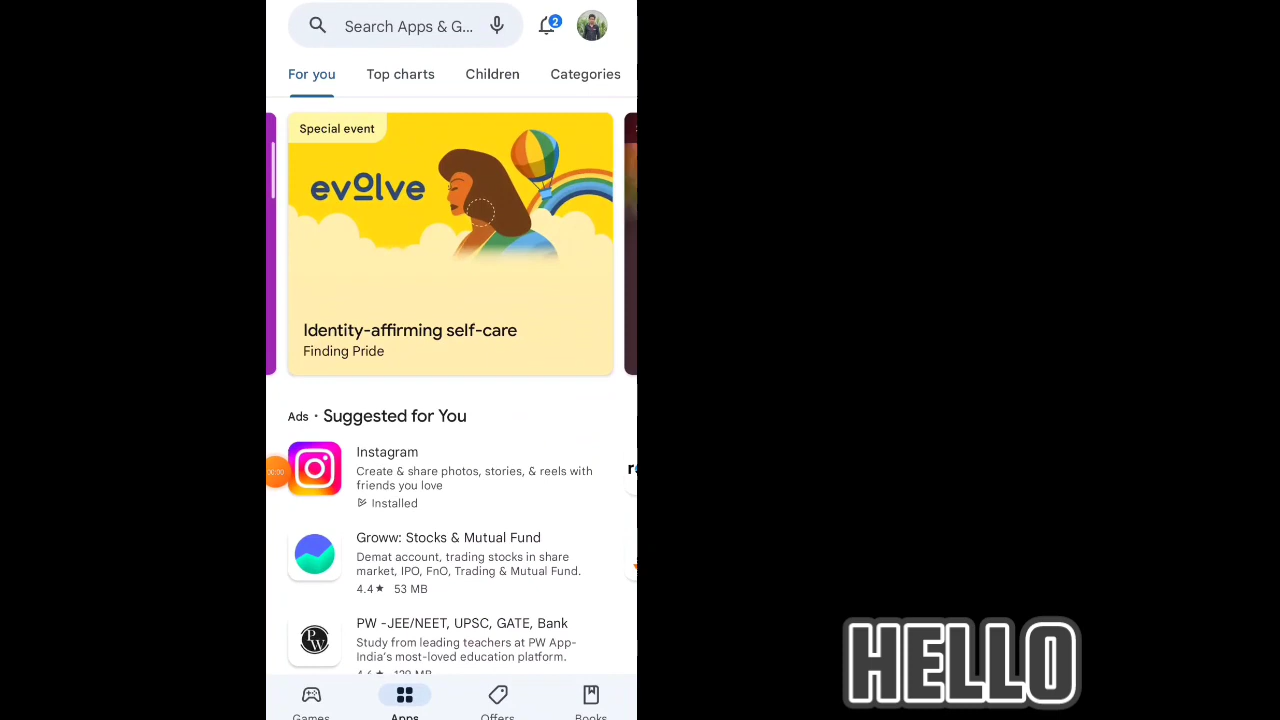 Search Apps & G...
2
For you
Top charts
Children
Categories
Special event
evolve
Identity-affirming self-care
Finding Pride
Ads • Suggested for You
Instagram
Create & share photos, stories, & reels with
friends you love
Installed
00:00
Groww: Stocks & Mutual Fund
Demat account, trading stocks in share
market, IPO, FnO, Trading & Mutual Fund.
4.4★ 53 MB
PW -JEE/NEET, UPSC, GATE, Bank
PW
Study from leading teachers at PW App-
India's most-loved education platform.
Games
Apps
Offers
Books
HELLO